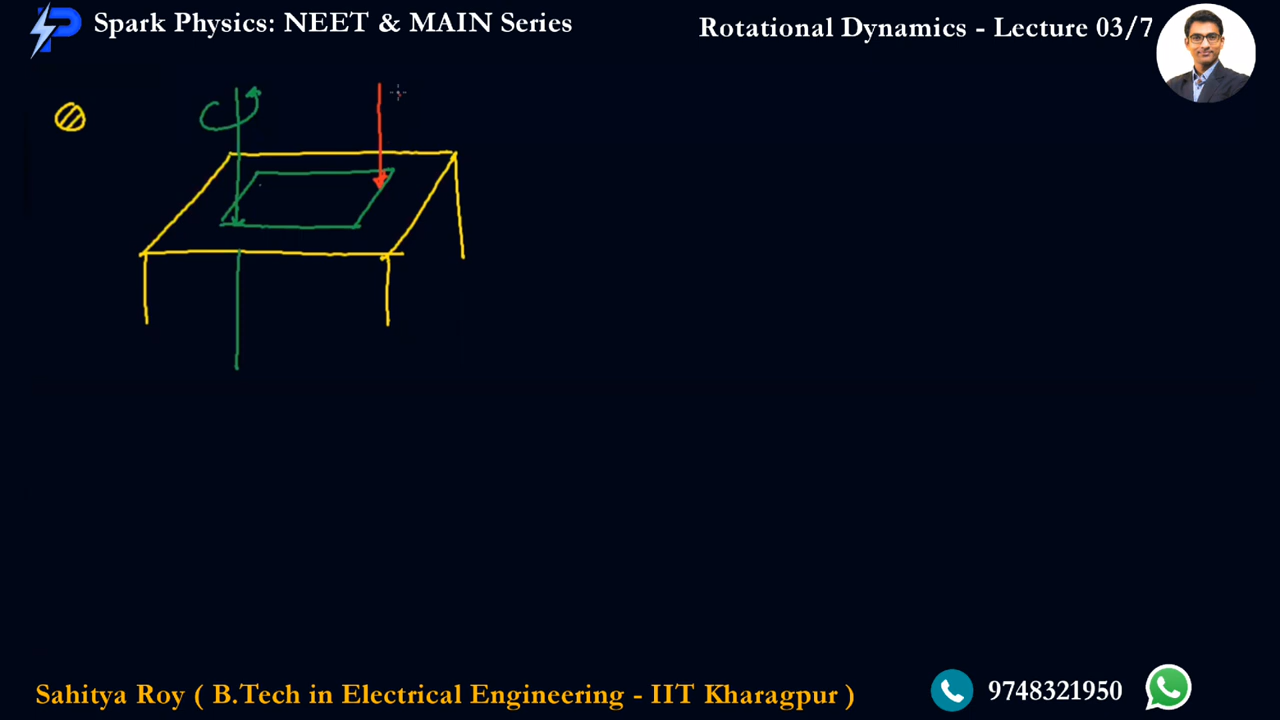 Spark Physics: NEET & MAIN Series
Rotational Dynamics - Lecture 03/7
Sahitya Roy ( B.Tech in Electrical Engineering - IIT Kharagpur )
9748321950